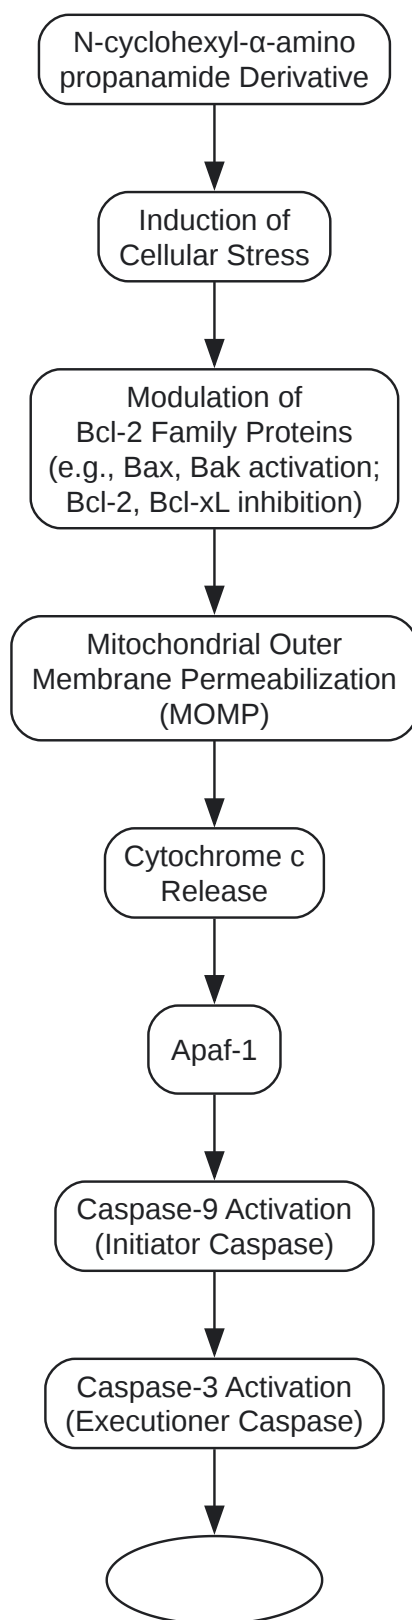 N-cyclohexyl-α-amino
propanamide Derivative
Induction of
Cellular Stress
Modulation of
Bcl-2 Family Proteins
(e.g., Bax, Bak activation;
Bcl-2, Bcl-xL inhibition)
Mitochondrial Outer
Membrane Permeabilization
(MOMP)
Cytochrome c
Release
Apaf-1
Caspase-9 Activation
(Initiator Caspase)
Caspase-3 Activation
(Executioner Caspase)